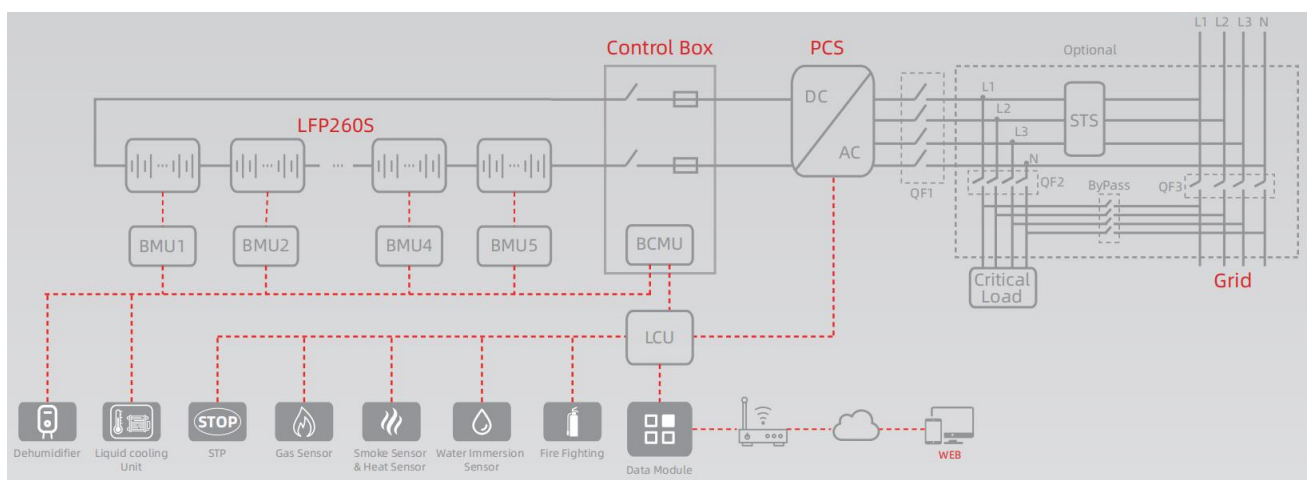 L1 L2 L3 N
Control Box
PCS
Optional
LFP260S
DC
AC
L1
L2
L3
N
STS
QF1
QF2
ByPass
QF3
BMU1
BMU2
BMU4
BMU5
BCMU
Critical
Load
Grid
LCU
STOP
Dehumidifier
Liquid cooling
Unit
STP
Gas Sensor
Smoke Sensor
& Heat Sensor
Water Immersion
Sensor
Fire Fighting
Data Module
WEB